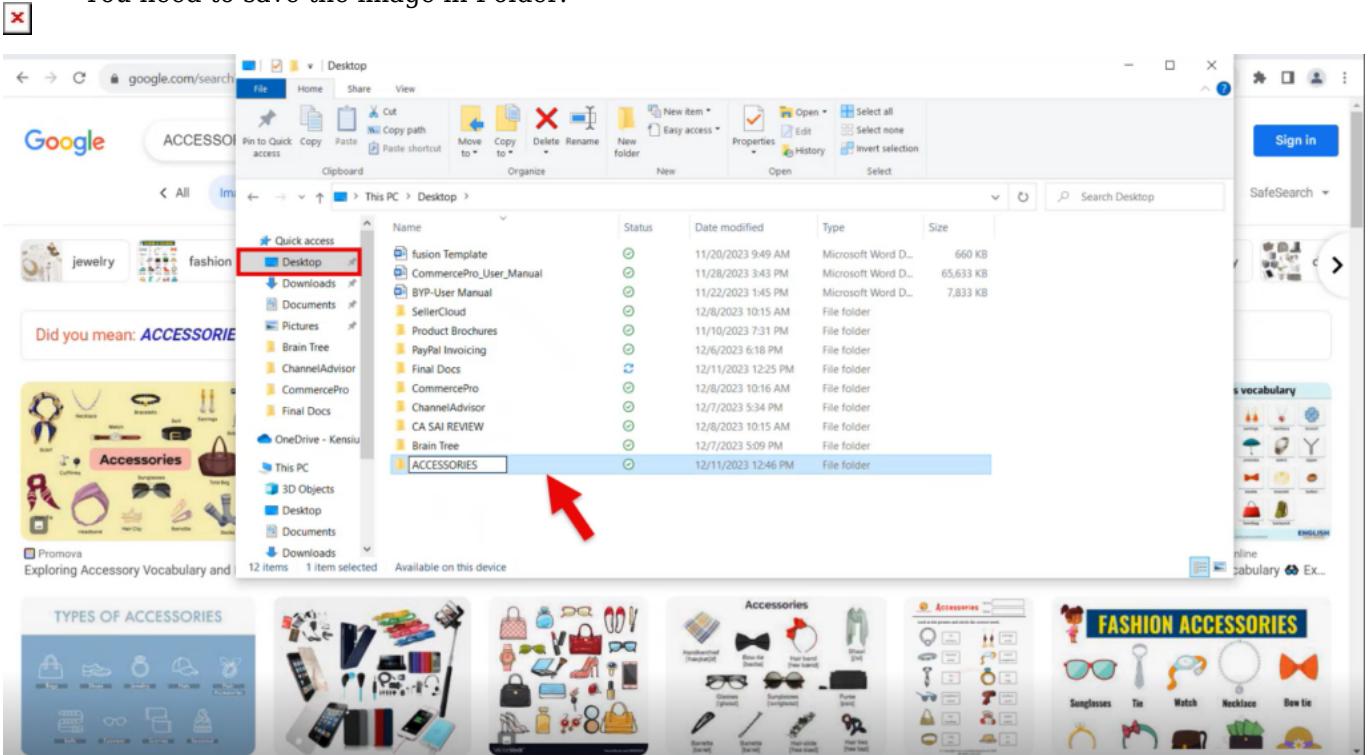 You need to save the image in Folder.
google.com/search
Desktop
File Home Share View
Pin to Quick access
Copy
Paste
Cut
Copy path
Paste shortcut
Move to
Copy to
Delete
Rename
New folder
New item
Easy access
Properties
Open
Edit
History
Select all
Select none
Invert selection
Clipboard Organize New Open Select
Google
ACCESSOR
Sign in
All
SafeSearch
This PC > Desktop >
Search Desktop
Name Status Date modified Type Size
Quick access
Desktop
Downloads
Documents
Pictures
Brain Tree
ChannelAdvisor
CommercePro
Final Docs
OneDrive - Kensiu
This PC
3D Objects
Desktop
Documents
Downloads
fusion Template 11/20/2023 9:49 AM Microsoft Word D... 660 KB
CommercePro_User_Manual 11/28/2023 3:43 PM Microsoft Word D... 65,633 KB
BYP-User Manual 11/22/2023 1:45 PM Microsoft Word D... 7,833 KB
SellerCloud 12/8/2023 10:15 AM File folder
Product Brochures 11/10/2023 7:31 PM File folder
PayPal Invoicing 12/6/2023 6:18 PM File folder
Final Docs 12/11/2023 12:25 PM File folder
CommercePro 12/8/2023 10:16 AM File folder
ChannelAdvisor 12/7/2023 5:34 PM File folder
CA SAI REVIEW 12/8/2023 10:15 AM File folder
Brain Tree 12/7/2023 5:09 PM File folder
ACCESSORIES 12/11/2023 12:46 PM File folder
12 items 1 item selected Available on this device
jewelry
fashion
Did you mean: ACCESSORIE
Accessories
s vocabulary
ENGLISH
Promova
Exploring Accessory Vocabulary and
nline
cabulary Ex...
TYPES OF ACCESSORIES
Accessories
Accessories
FASHION ACCESSORIES
Sunglasses Tie Watch Necklace Bow tie